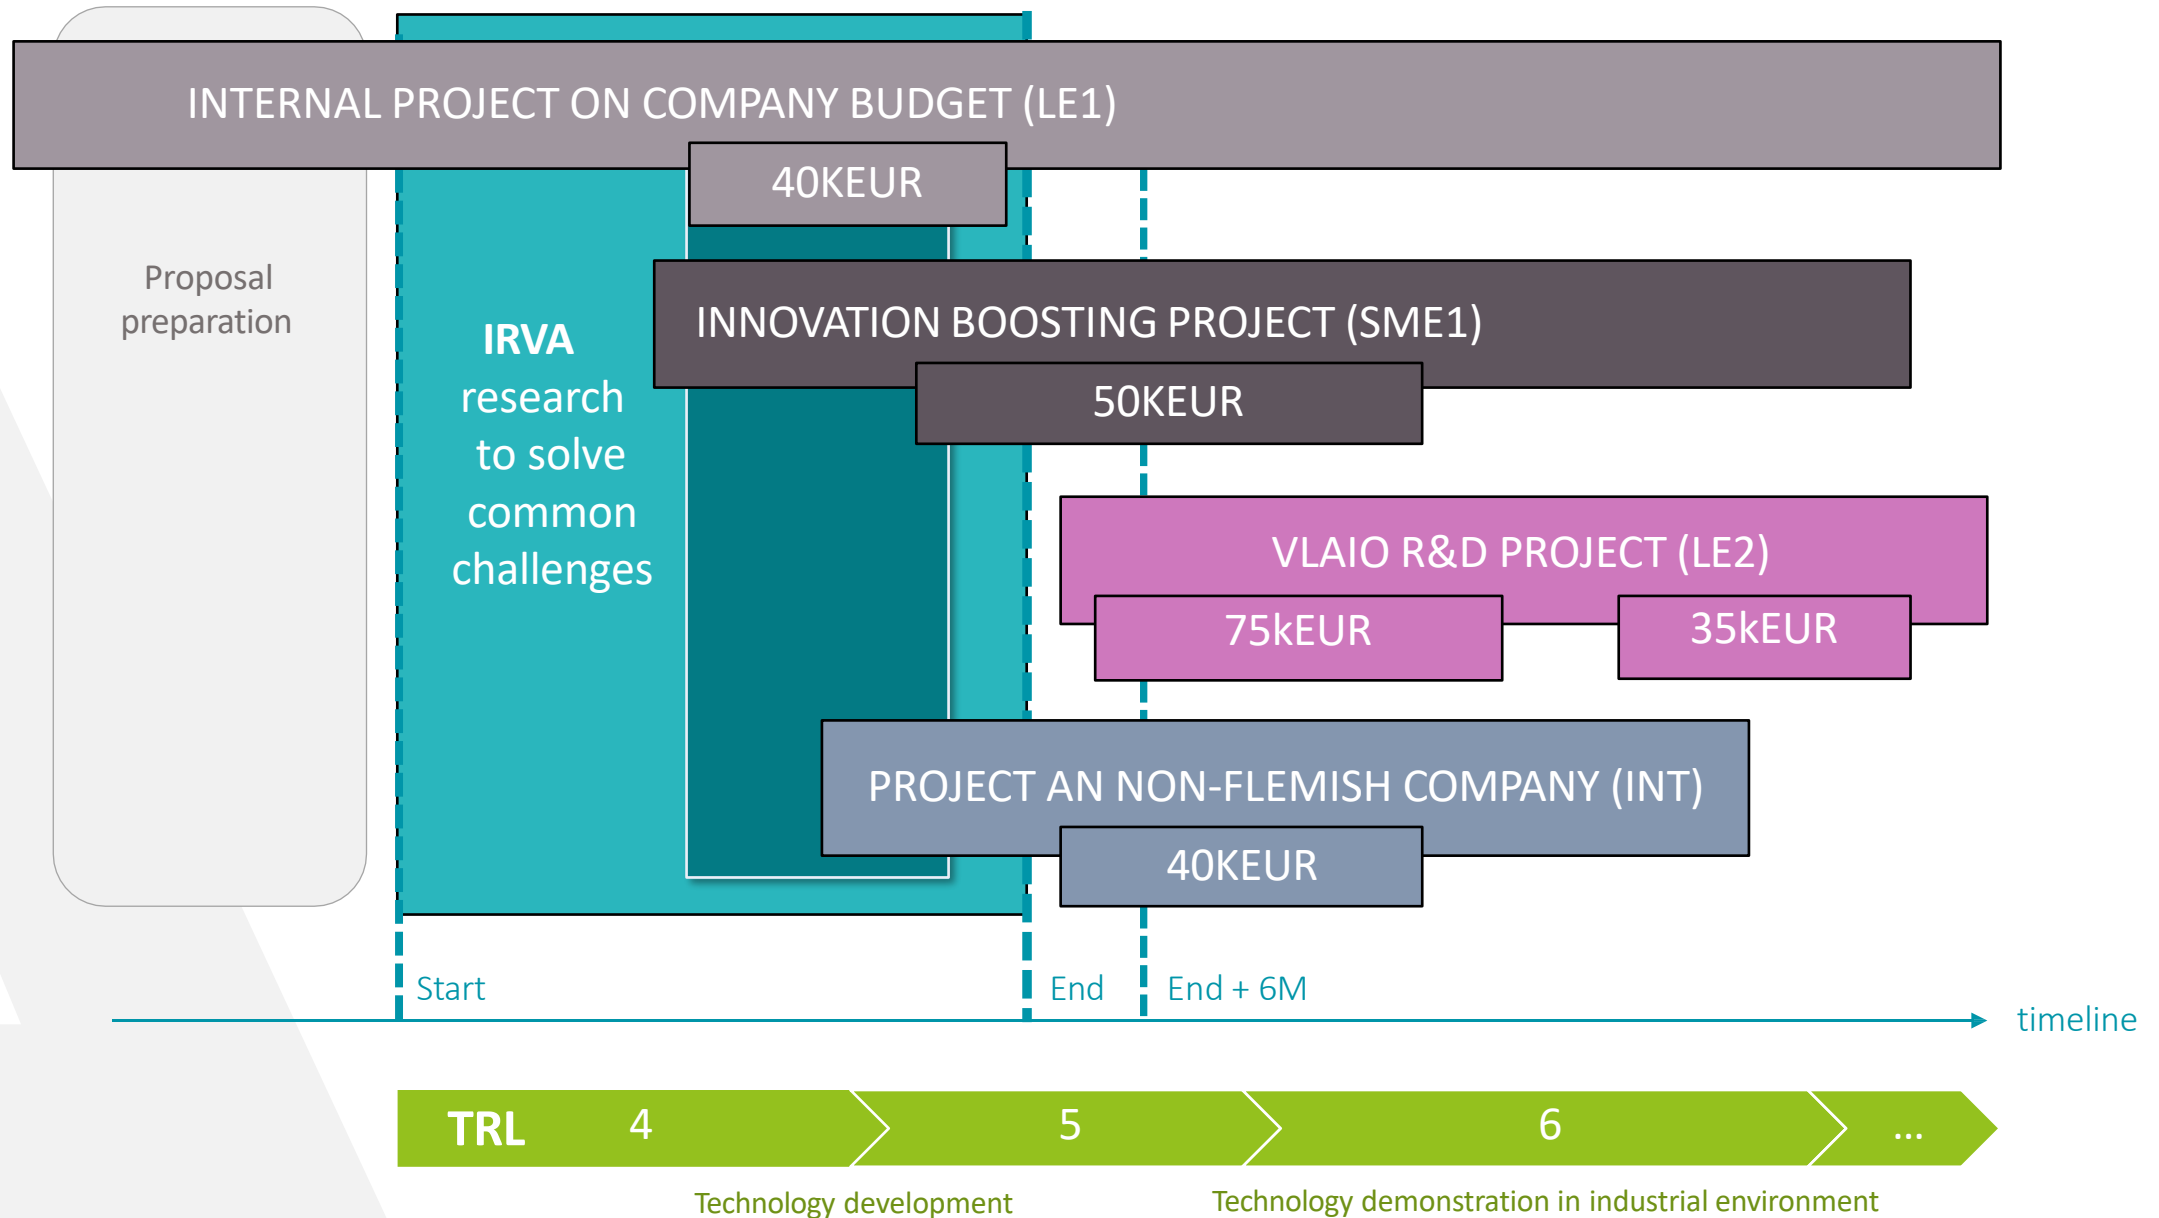 INTERNAL PROJECT ON COMPANY BUDGET (LE1)
40KEUR
Proposal
preparation
IRVA
research
to solve
common
challenges
INNOVATION BOOSTING PROJECT (SME1)
50KEUR
VLAIO R&D PROJECT (LE2)
75kEUR
35kEUR
PROJECT AN NON-FLEMISH COMPANY (INT)
40KEUR
Start
End
End + 6M
timeline
TRL 4 5 6 ...
Technology development
Technology demonstration in industrial environment